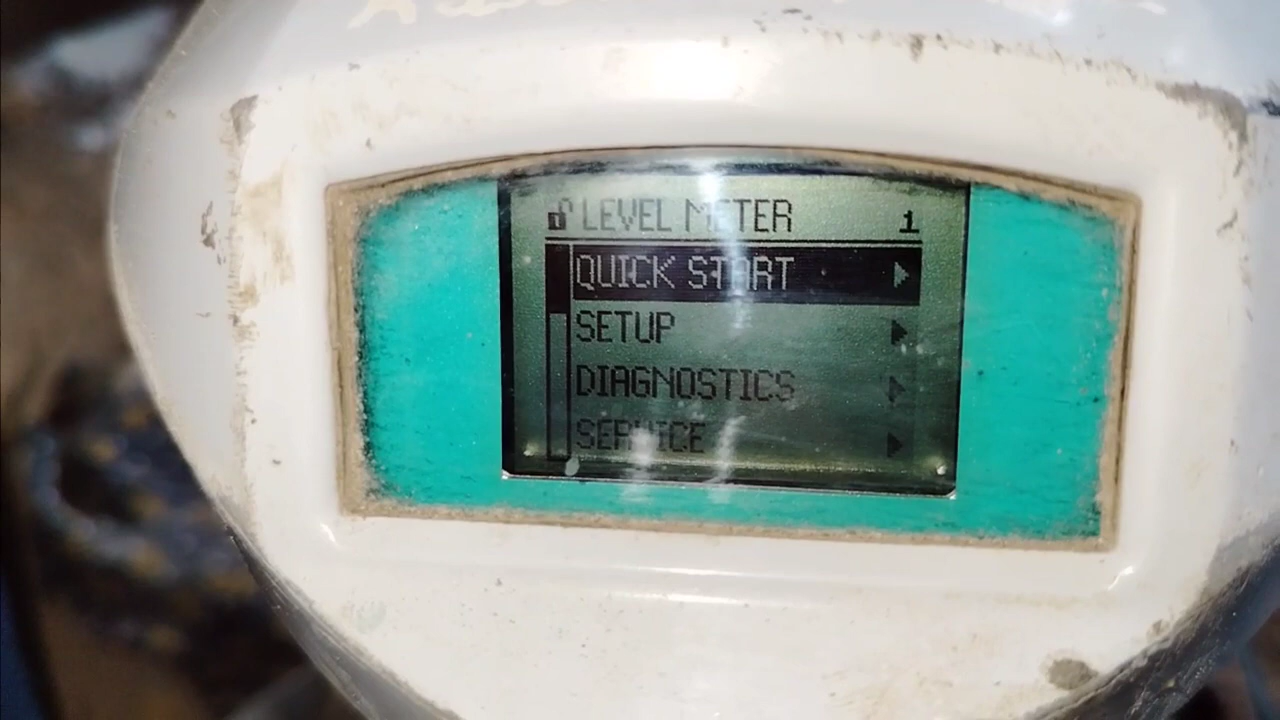 LEVEL METER 1
QUICK START
SETUP
DIAGNOSTICS
SERVICE